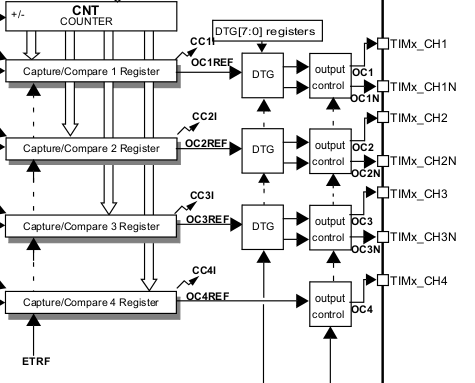 +/-
CNT
COUNTER
DTG[7:0] registers
CC1I
Capture/Compare 1 Register
OC1REF
DTG
output
control
OC1
OC1N
TIMx_CH1
TIMx_CH1N
CC2I
Capture/Compare 2 Register
OC2REF
DTG
output
control
OC2
OC2N
TIMx_CH2
TIMx_CH2N
CC3I
Capture/Compare 3 Register
OC3REF
DTG
output
control
OC3
OC3N
TIMx_CH3
TIMx_CH3N
CC4I
Capture/Compare 4 Register
OC4REF
output
control
OC4
TIMx_CH4
ETRF